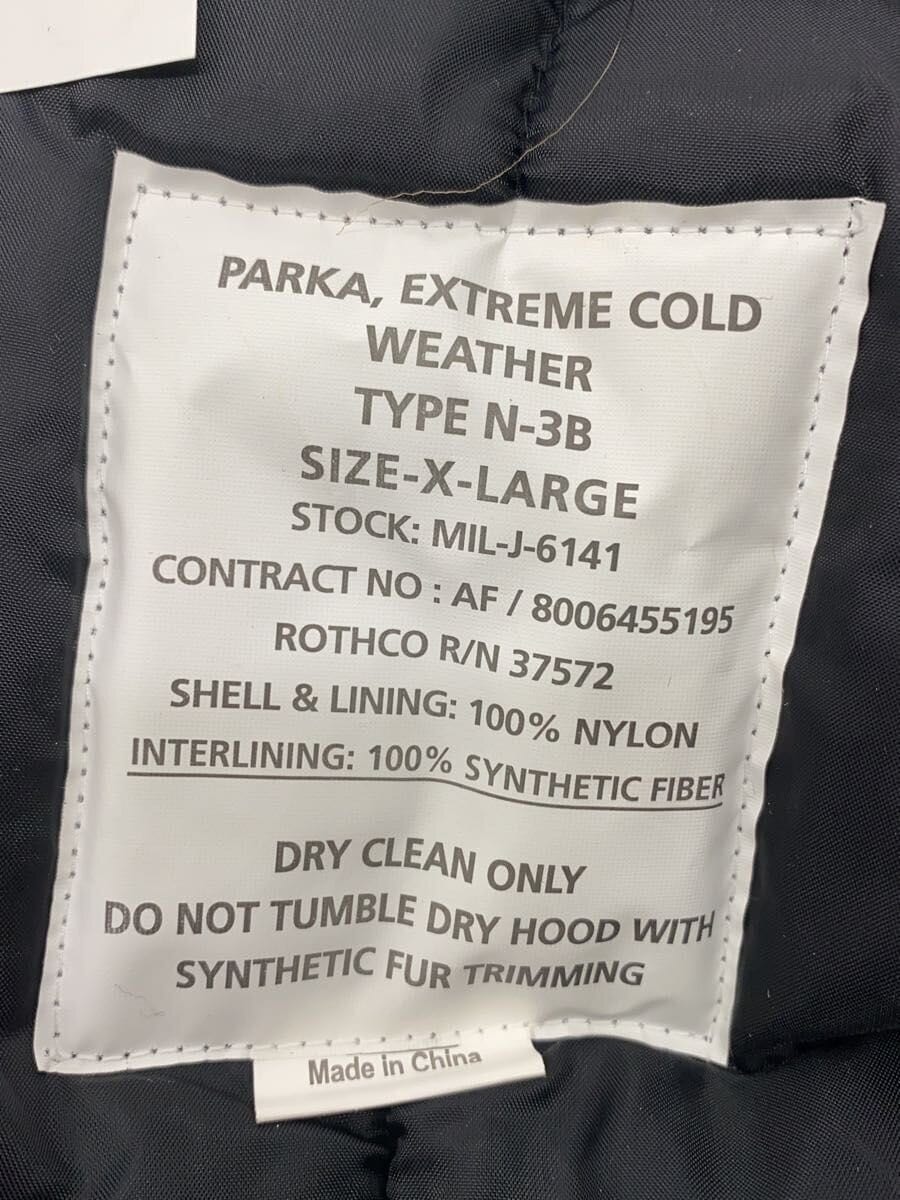 PARKA, EXTREME COLD
WEATHER
TYPE N-3B
SIZE-X-LARGE
STOCK: MIL-J-6141
CONTRACT NO : AF / 8006455195
ROTHCO R/N 37572
SHELL & LINING: 100% NYLON
INTERLINING: 100% SYNTHETIC FIBER
DRY CLEAN ONLY
DO NOT TUMBLE DRY HOOD WITH
SYNTHETIC FUR TRIMMING
Made in China